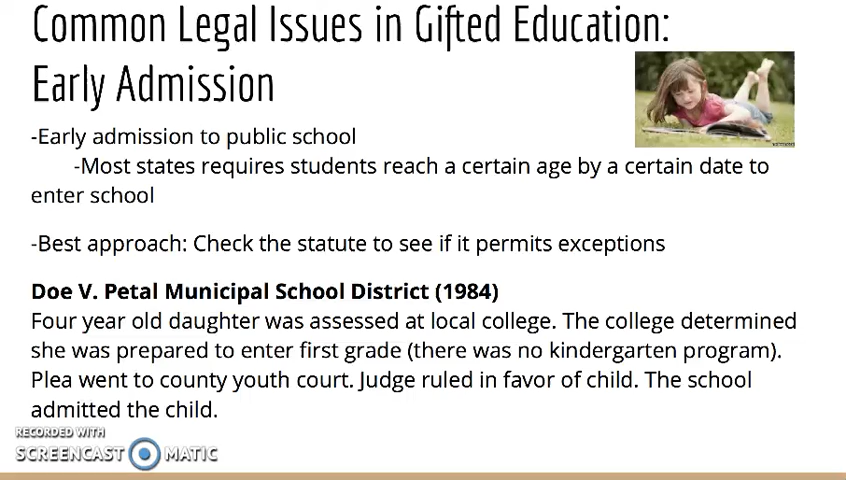 Common Legal Issues in Gifted Education:
Early Admission
-Early admission to public school
-Most states requires students reach a certain age by a certain date to
enter school
-Best approach: Check the statute to see if it permits exceptions
Doe V. Petal Municipal School District (1984)
Four year old daughter was assessed at local college. The college determined
she was prepared to enter first grade (there was no kindergarten program).
Plea went to county youth court. Judge ruled in favor of child. The school
admitted the child.
RECORDED WITH
SCREENCAST MATIC